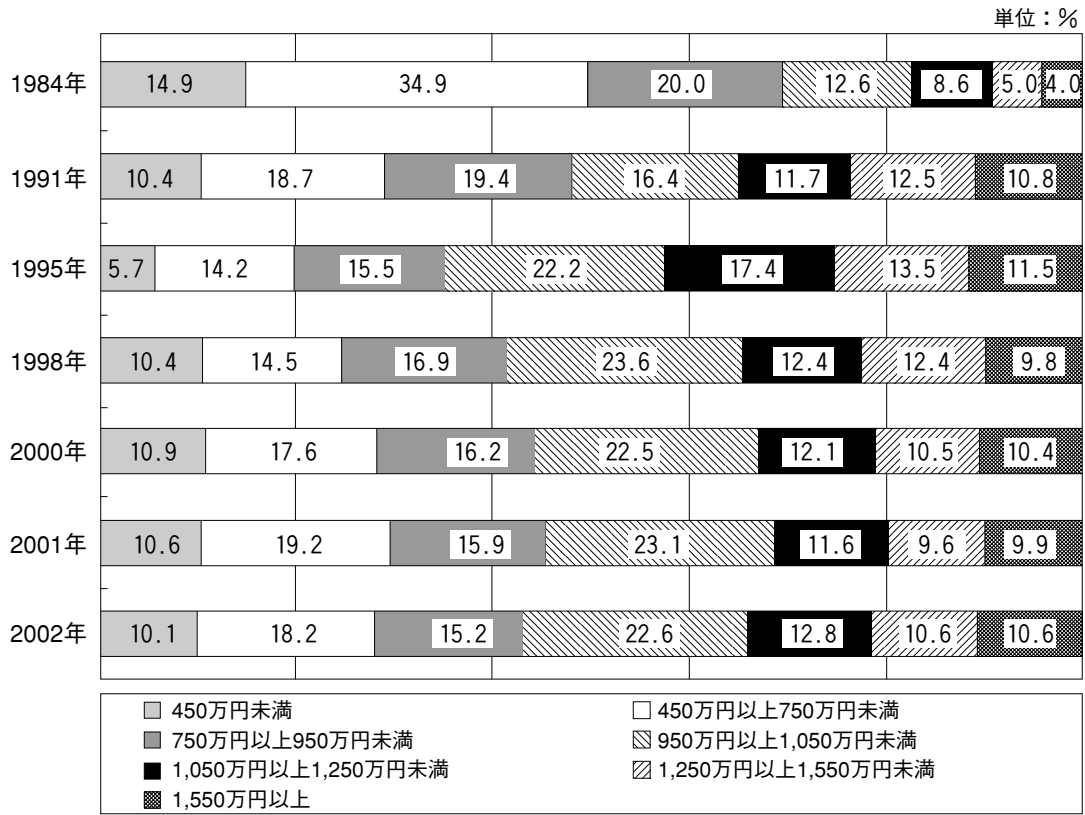 単位：％
1984年 14.9 34.9 20.0 12.6 8.6 5.0 4.0
1991年 10.4 18.7 19.4 16.4 11.7 12.5 10.8
1995年 5.7 14.2 15.5 22.2 17.4 13.5 11.5
1998年 10.4 14.5 16.9 23.6 12.4 12.4 9.8
2000年 10.9 17.6 16.2 22.5 12.1 10.5 10.4
2001年 10.6 19.2 15.9 23.1 11.6 9.6 9.9
2002年 10.1 18.2 15.2 22.6 12.8 10.6 10.6
450万円未満 450万円以上750万円未満
750万円以上950万円未満 950万円以上1,050万円未満
1,050万円以上1,250万円未満 1,250万円以上1,550万円未満
1,550万円以上